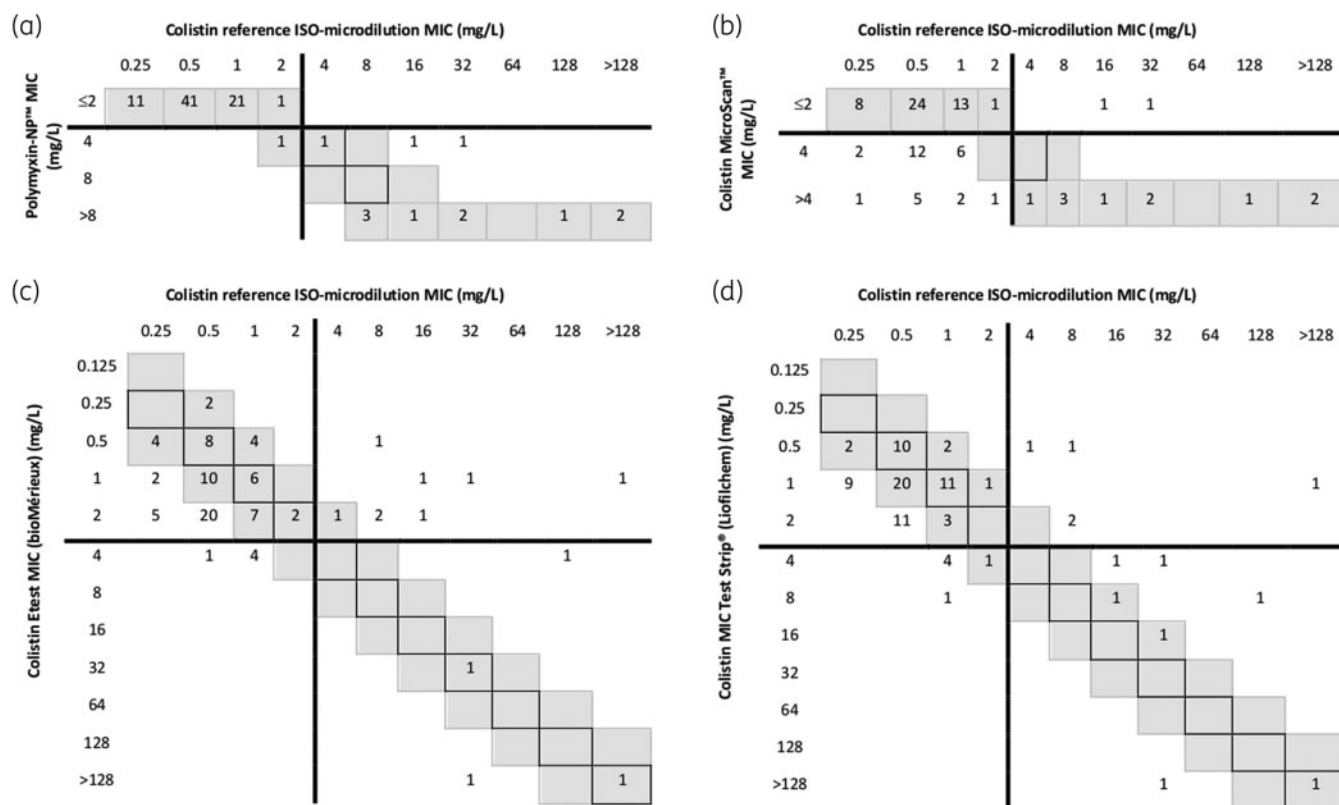 (a)
Colistin reference ISO-microdilution MIC (mg/L)
0.25 0.5 1 2 4 8 16 32 64 128 >128
Polymyxin-NP™ MIC (mg/L)
≤2 11 41 21 1
4 1 1 1 1
8
>8 3 1 2 1 2
(b)
Colistin reference ISO-microdilution MIC (mg/L)
0.25 0.5 1 2 4 8 16 32 64 128 >128
Colistin MicroScan™ MIC (mg/L)
≤2 8 24 13 1 1 1
4 2 12 6
>4 1 5 2 1 1 3 1 2 1 2
(c)
Colistin reference ISO-microdilution MIC (mg/L)
0.25 0.5 1 2 4 8 16 32 64 128 >128
Colistin Etest MIC (bioMérieux) (mg/L)
0.125
0.25 2
0.5 4 8 4 1
1 2 10 6 1 1 1
2 5 20 7 2 1 2 1
4 1 4 1
8
16
32 1
64
128
>128 1 1
(d)
Colistin reference ISO-microdilution MIC (mg/L)
0.25 0.5 1 2 4 8 16 32 64 128 >128
Colistin MIC Test Strip® (Liofilchem) (mg/L)
0.125
0.25
0.5 2 10 2 1 1
1 9 20 11 1 1
2 11 3 2
4 4 1 1 1
8 1 1 1
16 1
32
64
128
>128 1 1